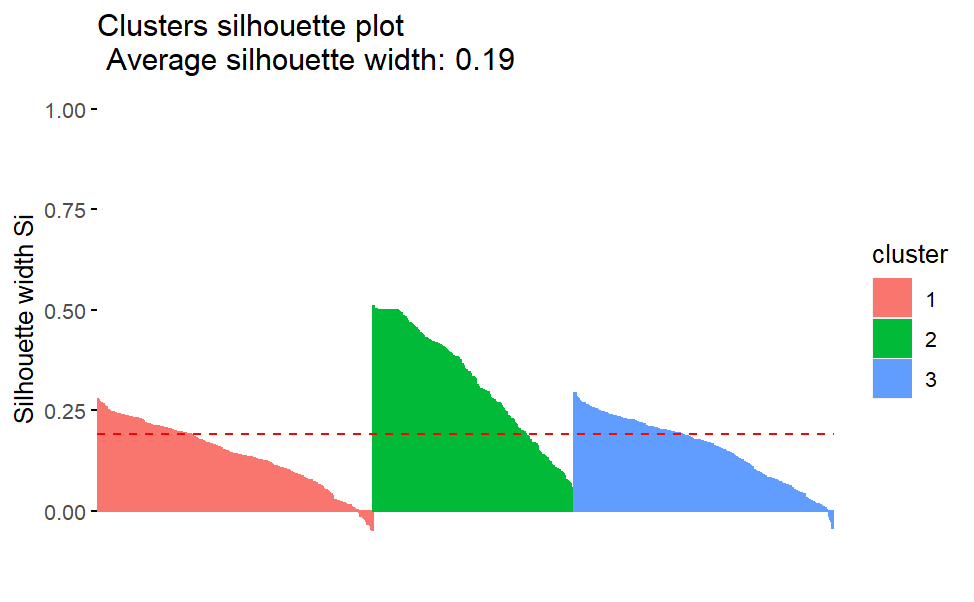 Clusters silhouette plot
Average silhouette width: 0.19
1.00
0.75
0.50
0.25
0.00
Silhouette width Si
cluster
1
2
3